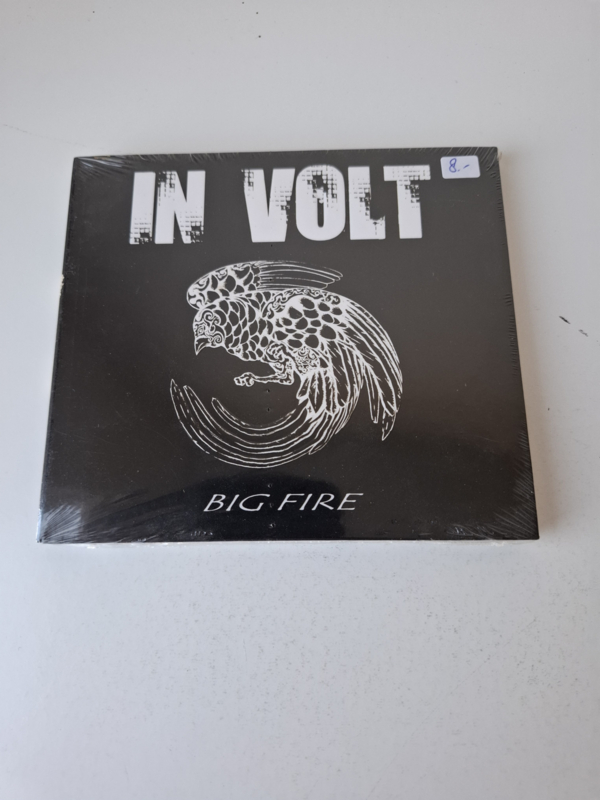 8.-
IN VOLT
BIG FIRE